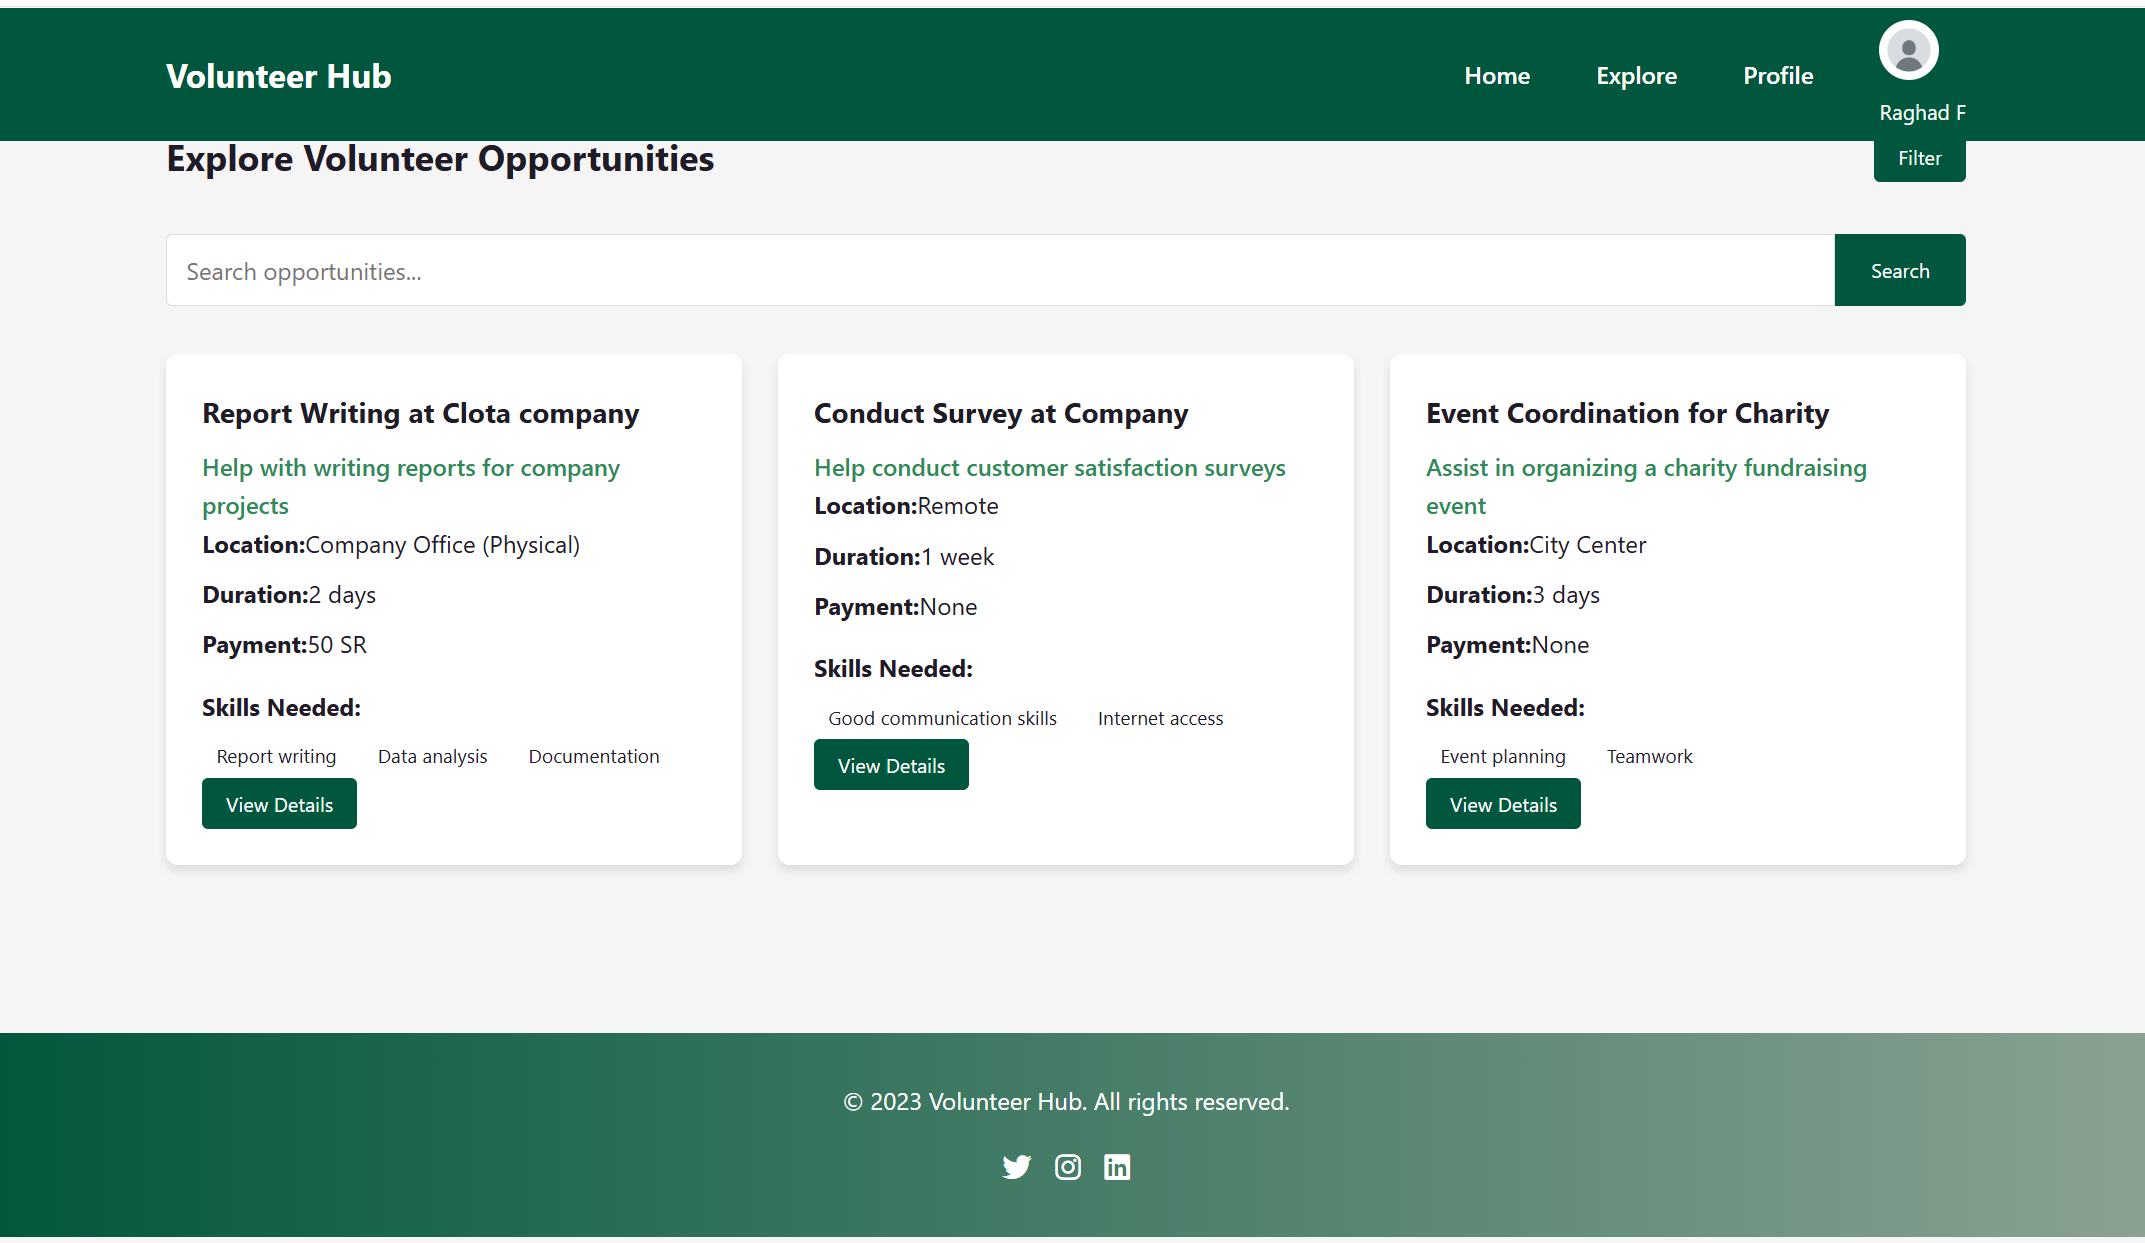 Volunteer Hub
Home
Explore
Profile
Raghad F
Explore Volunteer Opportunities
Filter
Search opportunities...
Search
Report Writing at Clota company
Help with writing reports for company
projects
Location:Company Office (Physical)
Duration:2 days
Payment:50 SR
Skills Needed:
Report writing Data analysis Documentation
View Details
Conduct Survey at Company
Help conduct customer satisfaction surveys
Location:Remote
Duration:1 week
Payment:None
Skills Needed:
Good communication skills Internet access
View Details
Event Coordination for Charity
Assist in organizing a charity fundraising
event
Location:City Center
Duration:3 days
Payment:None
Skills Needed:
Event planning Teamwork
View Details
© 2023 Volunteer Hub. All rights reserved.